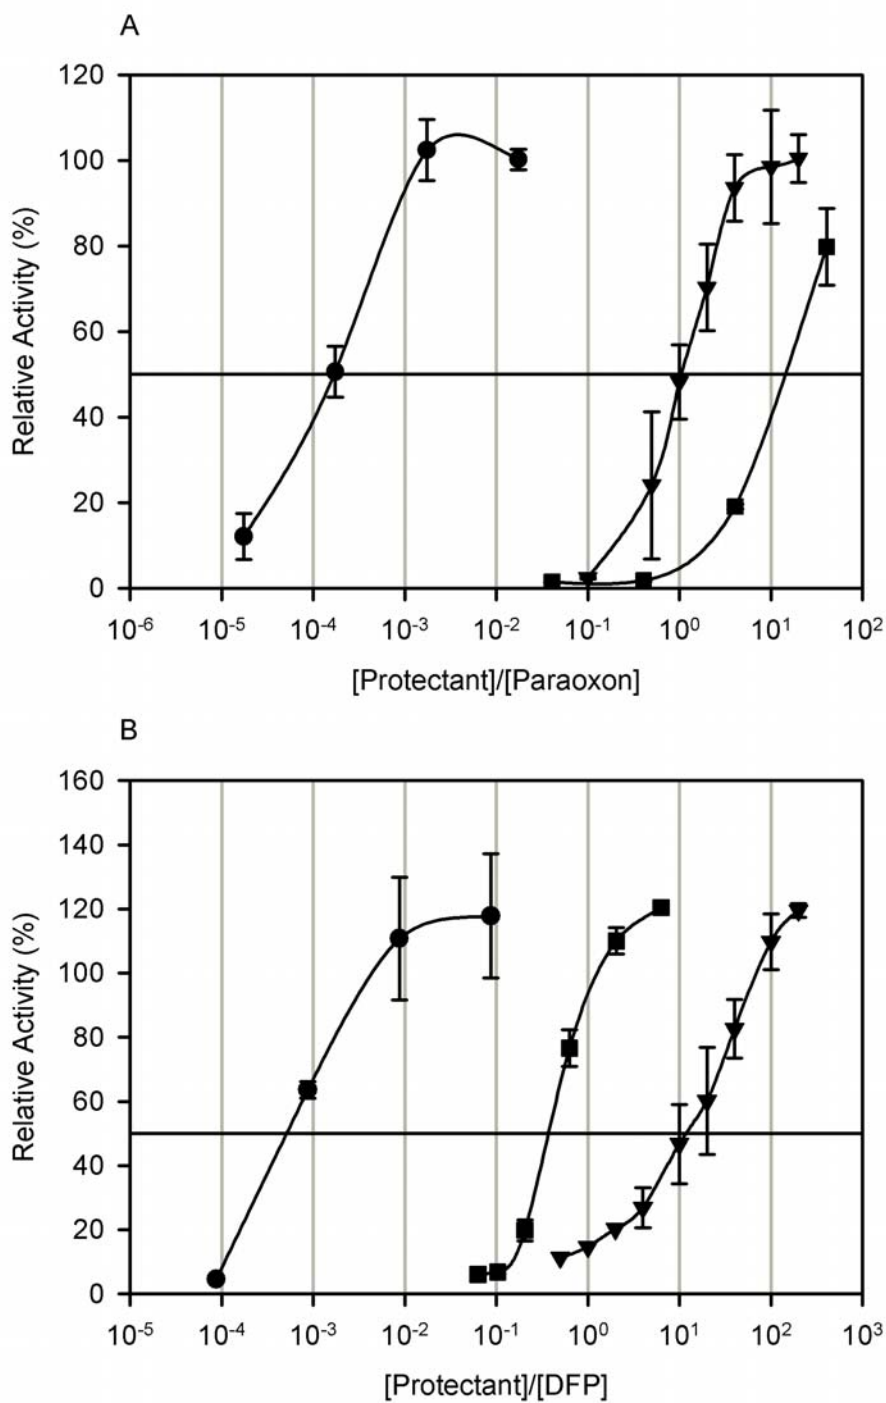 A
120
100
80
60
40
20
0
Relative Activity (%)
10⁻⁶ 10⁻⁵ 10⁻⁴ 10⁻³ 10⁻² 10⁻¹ 10⁰ 10¹ 10²
[Protectant]/[Paraoxon]
B
160
140
120
100
80
60
40
20
0
Relative Activity (%)
10⁻⁵ 10⁻⁴ 10⁻³ 10⁻² 10⁻¹ 10⁰ 10¹ 10² 10³
[Protectant]/[DFP]